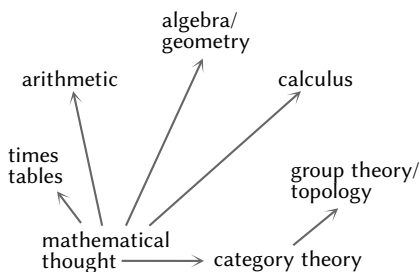 algebra/
geometry
arithmetic
calculus
times
tables
group theory/
topology
mathematical
thought
category theory